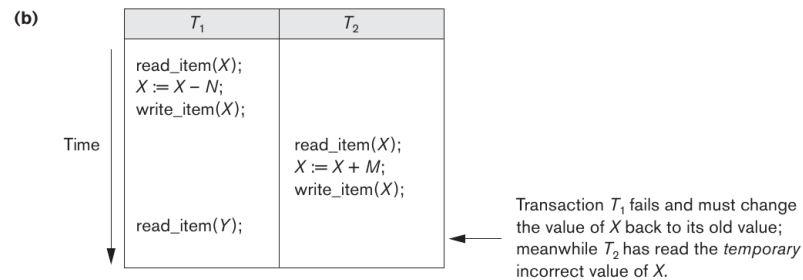 (b)
T₁ T₂
read_item(X);
X := X – N;
write_item(X);
Time
read_item(X);
X := X + M;
write_item(X);
read_item(Y);
Transaction T₁ fails and must change
the value of X back to its old value;
meanwhile T₂ has read the temporary
incorrect value of X.